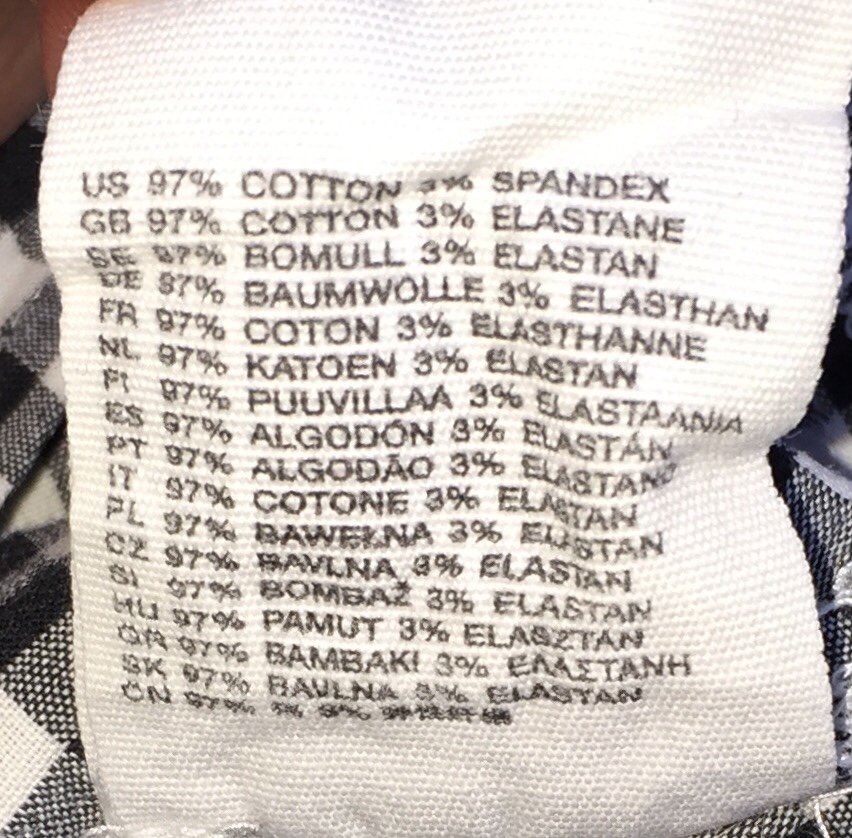 US 97% COTTON 3% SPANDEX
GB 97% COTTON 3% ELASTANE
SE 97% BOMULL 3% ELASTAN
DE 97% BAUMWOLLE 3% ELASTHAN
FR 97% COTON 3% ELASTHANNE
NL 97% KATOEN 3% ELASTAN
FI 97% PUUVILLAA 3% ELASTAANIA
ES 97% ALGODÓN 3% ELASTÁN
PT 97% ALGODÃO 3% ELASTANO
IT 97% COTONE 3% ELASTAN
PL 97% BAWEŁNA 3% ELASTAN
CZ 97% BAVLNA 3% ELASTAN
SI 97% BOMBAŽ 3% ELASTAN
HU 97% PAMUT 3% ELASZTAN
GR 97% BAMBAKI 3% ΕΛΑΣΤΑΝΗ
SK 97% BAVLNA 3% ELASTAN
CN 97% 3%